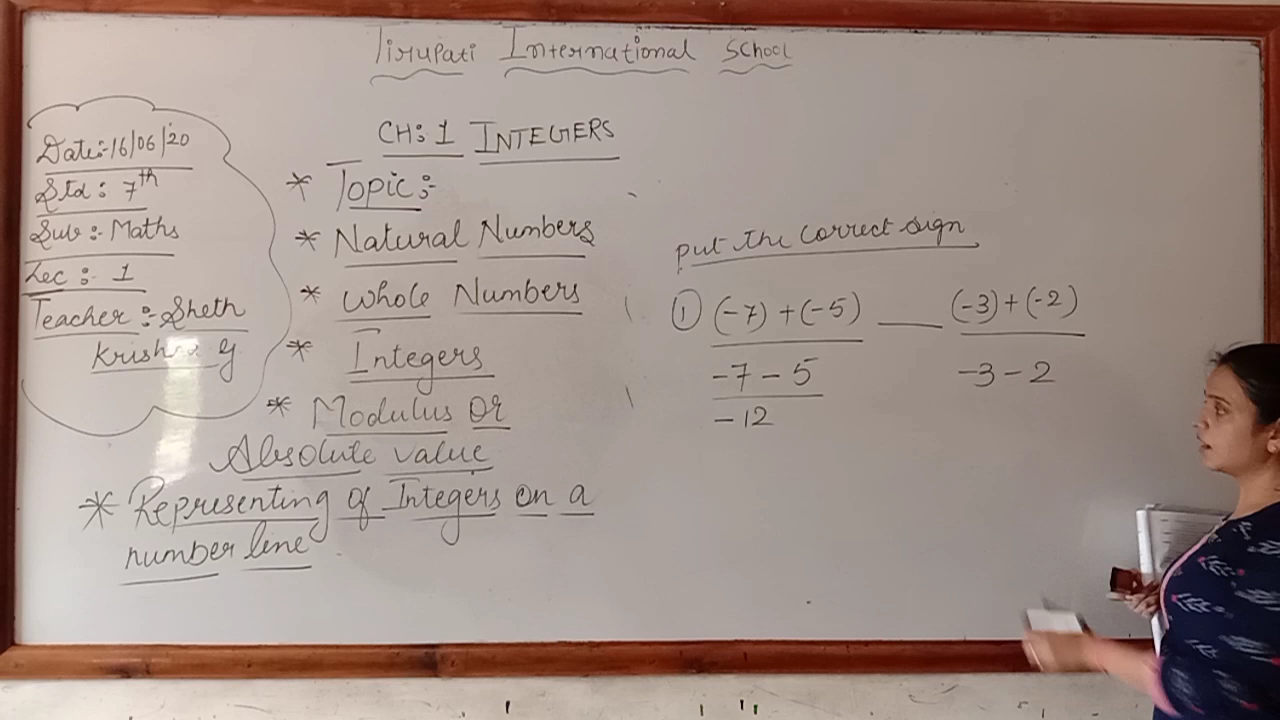 Tirupati International School
Date:-16/06/20
Std : 7th
Sub :- Maths
Lec :- 1
Teacher :- Sheth
CH: 1 INTEGERS
* Topic :-
* Natural Numbers
* Whole Numbers
* Integers
* Modulus Or
Absolute value
* Representing of Integers on a
number line
put the correct sign
① (-7) + (-5) ___ (-3) + (-2)
-7 - 5 -3 - 2
-12